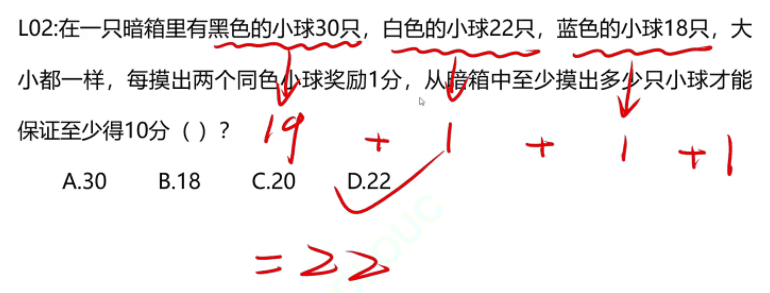 L02:在一只暗箱里有黑色的小球30只，白色的小球22只，蓝色的小球18只，大
小都一样，每摸出两个同色小球奖励1分，从暗箱中至少摸出多少只小球才能
保证至少得10分（ ）？
19 + 1 + 1 + 1
A.30 B.18 C.20 D.22
= 22